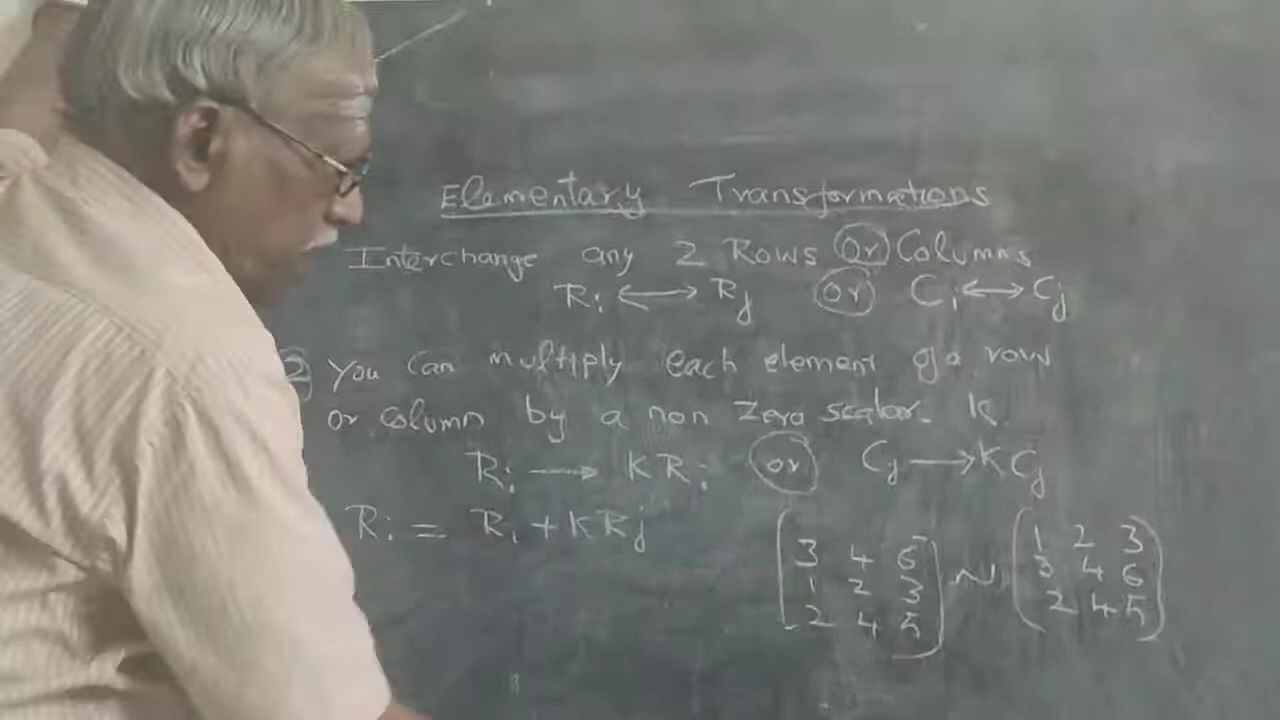 Elementary Transformations
Interchange any 2 Rows Or Columns
Ri ⟷ Rj Or Ci ⟷ Cj
2) You can multiply each element of a row
or column by a non zero scalar K
Ri ⟶ KRi or Cj ⟶ KCj
Ri = Ri + KRj
3 4 6 1 2 3
1 2 3 ~ 3 4 6
2 4 5 2 4 5